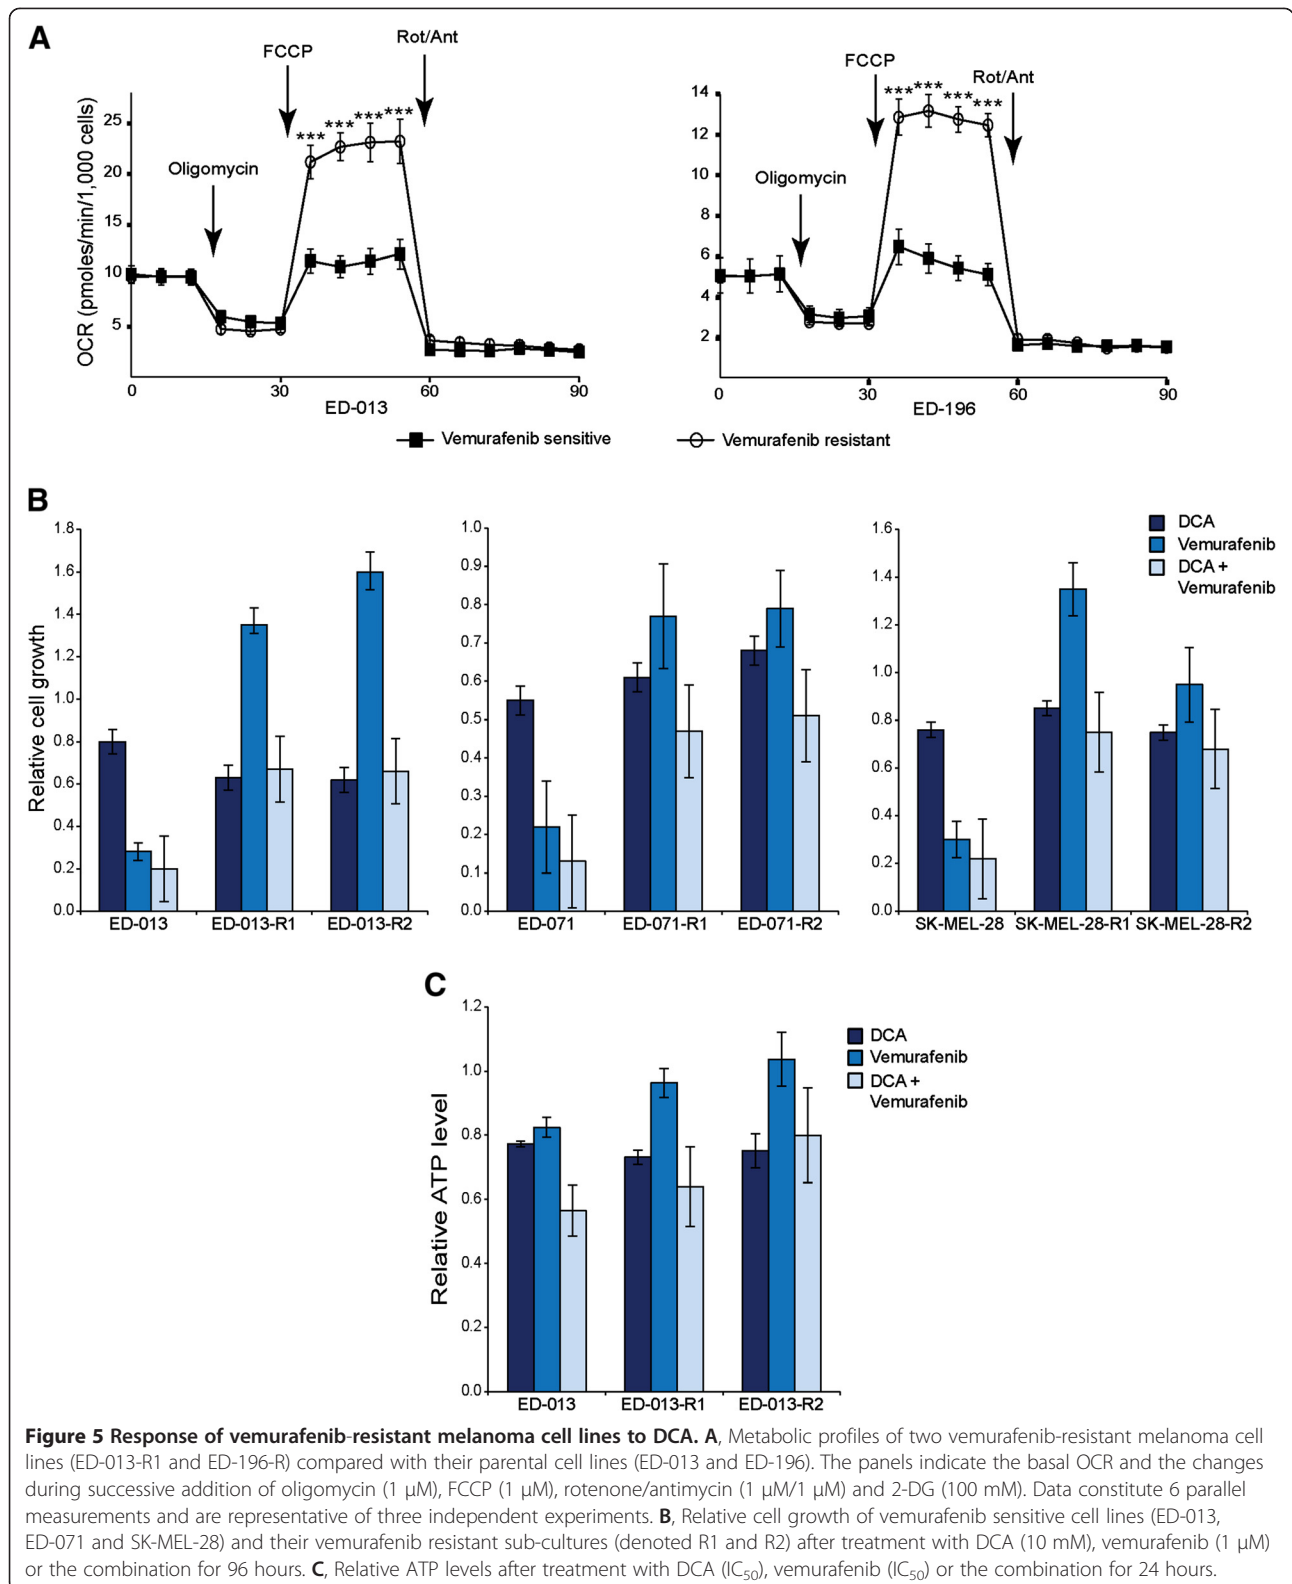 A
FCCP
Rot/Ant
FCCP
Rot/Ant
*** *** *** ***
*** *** *** ***
Oligomycin
Oligomycin
OCR (pmoles/min/1,000 cells)
25
20
15
10
5
14
12
10
8
6
4
2
0 30 60 90
0 30 60 90
ED-013
ED-196
Vemurafenib sensitive
Vemurafenib resistant
B
DCA
Vemurafenib
DCA +
Vemurafenib
Relative cell growth
1.8
1.6
1.4
1.2
1.0
0.8
0.6
0.4
0.2
0.0
ED-013 ED-013-R1 ED-013-R2
1.0
0.9
0.8
0.7
0.6
0.5
0.4
0.3
0.2
0.1
0.0
ED-071 ED-071-R1 ED-071-R2
1.6
1.4
1.2
1.0
0.8
0.6
0.4
0.2
0.0
SK-MEL-28 SK-MEL-28-R1 SK-MEL-28-R2
C
DCA
Vemurafenib
DCA +
Vemurafenib
Relative ATP level
1.2
1.0
0.8
0.6
0.4
0.2
0.0
ED-013 ED-013-R1 ED-013-R2
Figure 5 Response of vemurafenib-resistant melanoma cell lines to DCA. A, Metabolic profiles of two vemurafenib-resistant melanoma cell
lines (ED-013-R1 and ED-196-R) compared with their parental cell lines (ED-013 and ED-196). The panels indicate the basal OCR and the changes
during successive addition of oligomycin (1 μM), FCCP (1 μM), rotenone/antimycin (1 μM/1 μM) and 2-DG (100 mM). Data constitute 6 parallel
measurements and are representative of three independent experiments. B, Relative cell growth of vemurafenib sensitive cell lines (ED-013,
ED-071 and SK-MEL-28) and their vemurafenib resistant sub-cultures (denoted R1 and R2) after treatment with DCA (10 mM), vemurafenib (1 μM)
or the combination for 96 hours. C, Relative ATP levels after treatment with DCA (IC50), vemurafenib (IC50) or the combination for 24 hours.